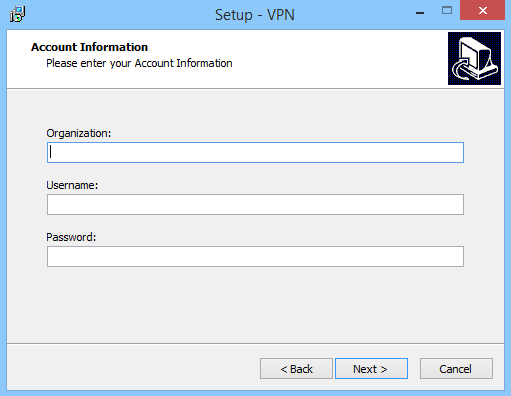 Setup - VPN
Account Information
Please enter your Account Information
Organization:
Username:
Password:
< Back Next > Cancel